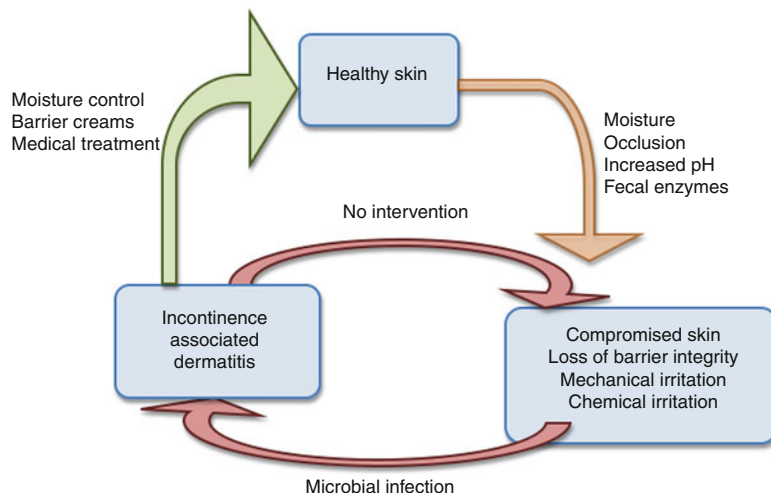 Healthy skin
Moisture control
Barrier creams
Medical treatment
Moisture
Occlusion
Increased pH
Fecal enzymes
No intervention
Incontinence
associated
dermatitis
Compromised skin
Loss of barrier integrity
Mechanical irritation
Chemical irritation
Microbial infection